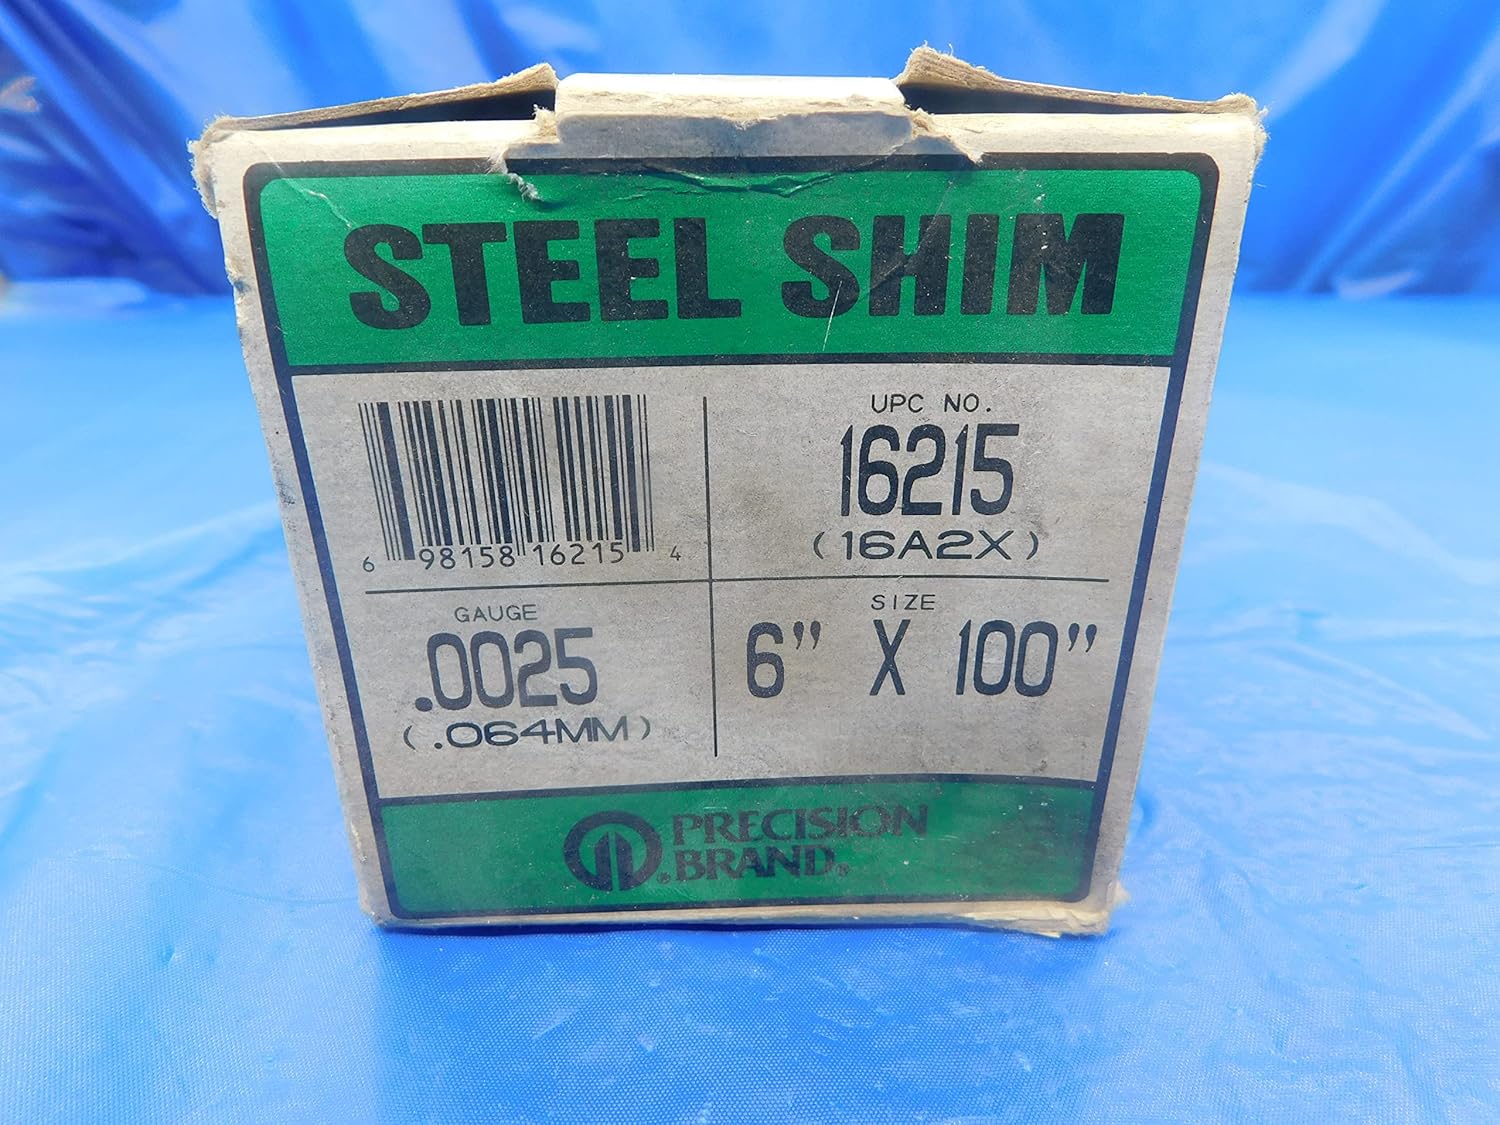 STEEL SHIM
6 98158 16215 4
UPC NO.
16215
(16A2X)
GAUGE
.0025
(.064MM)
SIZE
6" X 100"
PRECISION
BRAND®